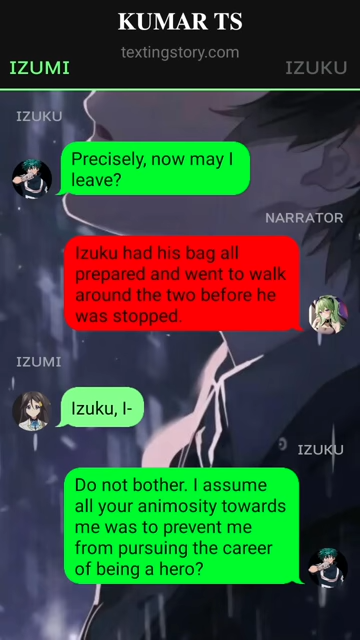 KUMAR TS
textingstory.com
IZUMI
IZUKU
IZUKU
Precisely, now may I
leave?
NARRATOR
Izuku had his bag all
prepared and went to walk
around the two before he
was stopped.
IZUMI
Izuku, I-
IZUKU
Do not bother. I assume
all your animosity towards
me was to prevent me
from pursuing the career
of being a hero?